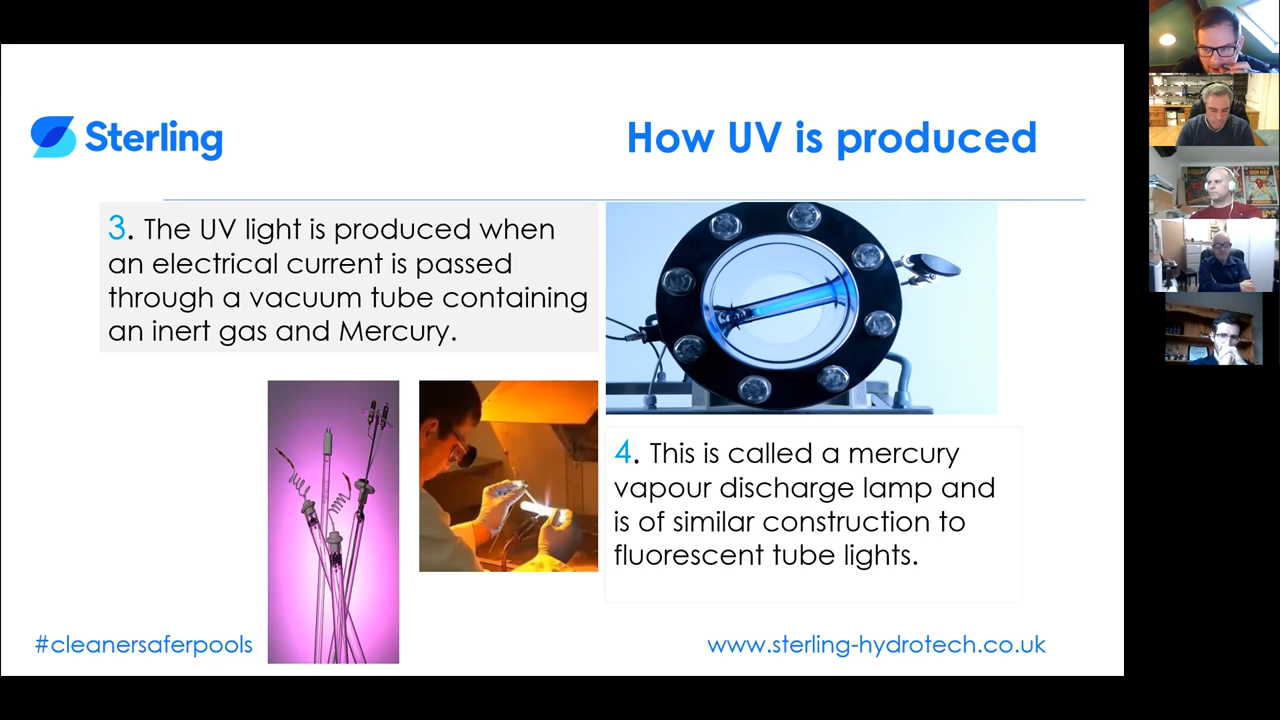 Sterling
How UV is produced
3. The UV light is produced when
an electrical current is passed
through a vacuum tube containing
an inert gas and Mercury.
4. This is called a mercury
vapour discharge lamp and
is of similar construction to
fluorescent tube lights.
#cleanersaferpools
www.sterling-hydrotech.co.uk